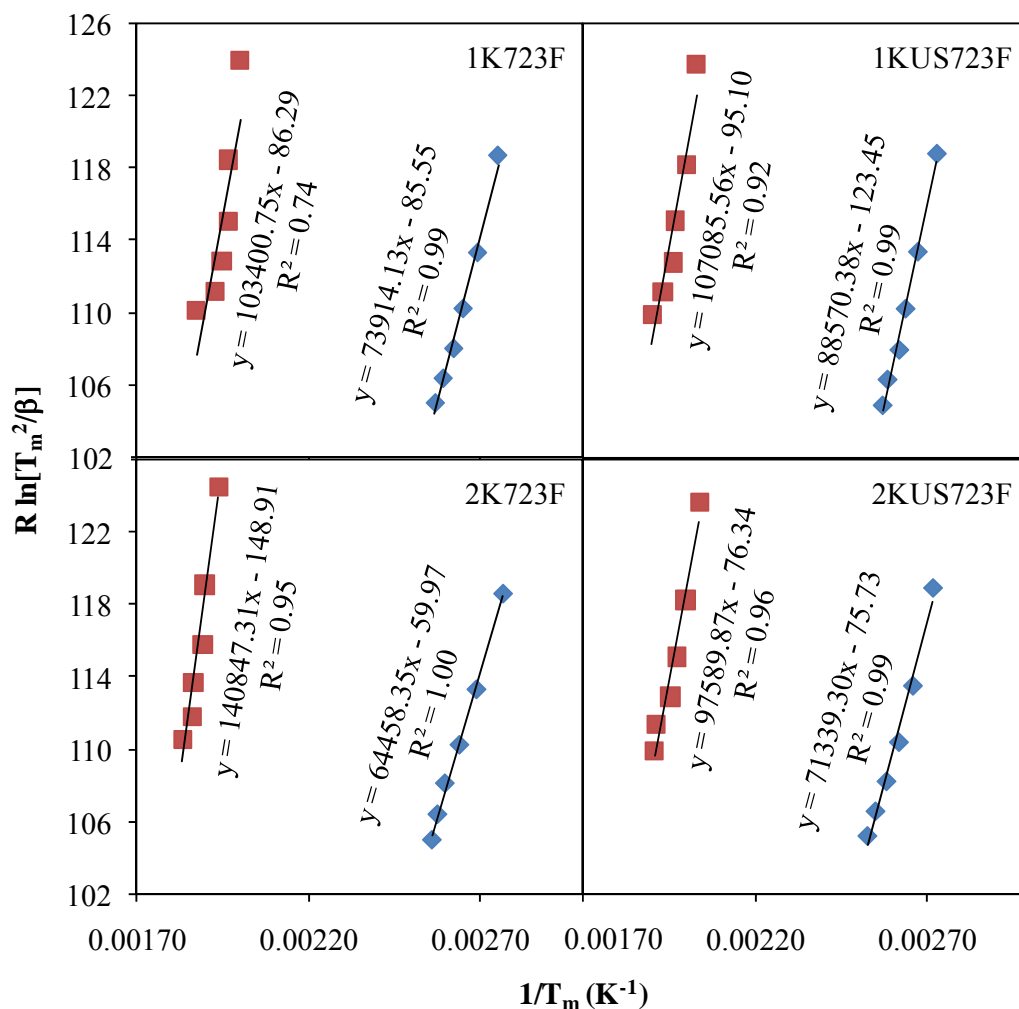 126
122
118
114
110
106
102
122
118
114
110
106
102
R ln[Tₘ²/β]
1K723F
y = 103400.75x - 86.29
R² = 0.74
y = 73914.13x - 85.55
R² = 0.99
1KUS723F
y = 107085.56x - 95.10
R² = 0.92
y = 88570.38x - 123.45
R² = 0.99
2K723F
y = 140847.31x - 148.91
R² = 0.95
y = 64458.35x - 59.97
R² = 1.00
2KUS723F
y = 97589.87x - 76.34
R² = 0.96
y = 71339.30x - 75.73
R² = 0.99
0.00170 0.00220 0.00270 0.00170 0.00220 0.00270
1/Tₘ (K⁻¹)